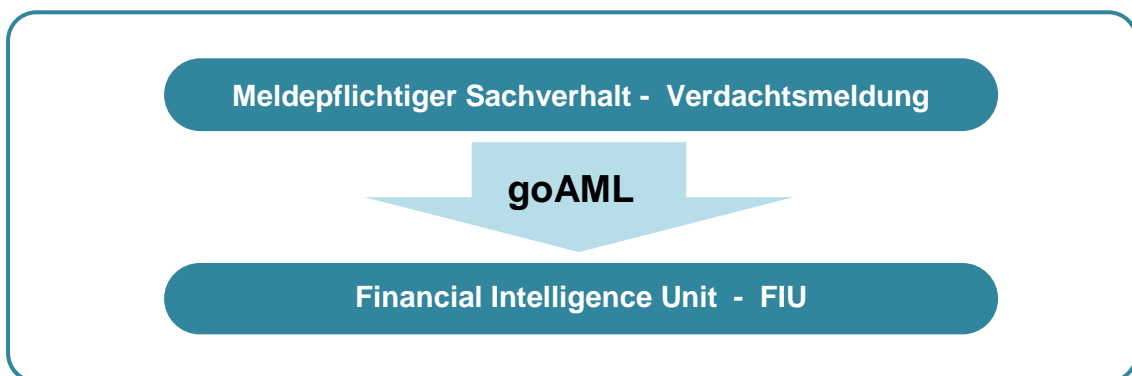 Meldepflichtiger Sachverhalt - Verdachtsmeldung
goAML
Financial Intelligence Unit - FIU